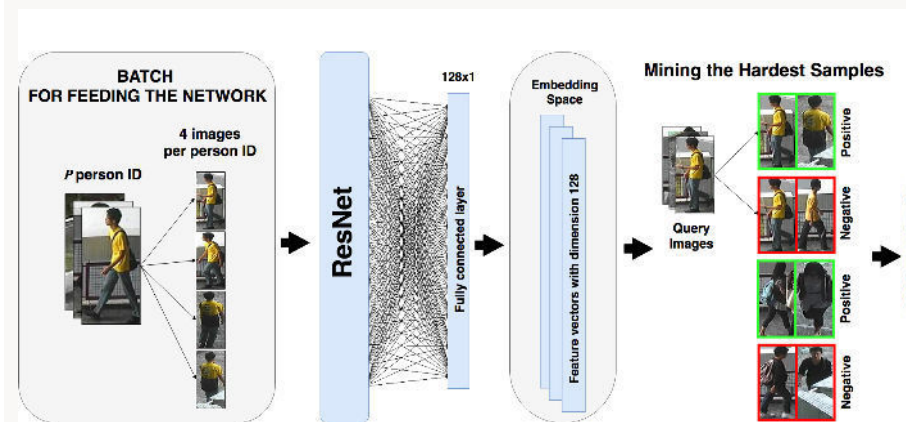 BATCH
FOR FEEDING THE NETWORK
4 images
per person ID
P person ID
ResNet
128x1
Fully connected layer
Embedding
Space
Feature vectors with dimension 128
Mining the Hardest Samples
Query
Images
Positive
Negative
Positive
Negative